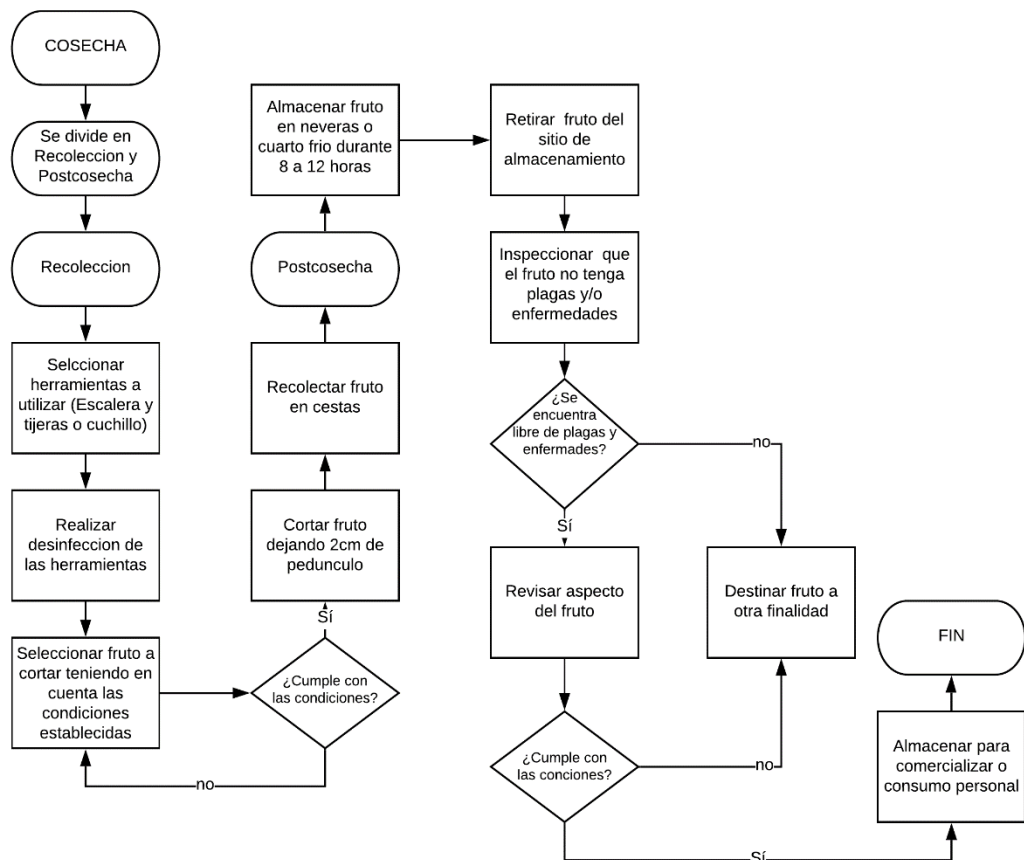 COSECHA
Se divide en
Recoleccion y
Postcosecha
Recoleccion
Selccionar
herramientas a
utilizar (Escalera y
tijeras o cuchillo)
Realizar
desinfeccion de
las herramientas
Seleccionar fruto a
cortar teniendo en
cuenta las
condiciones
establecidas
¿Cumple con
las condiciones?
no
Sí
Cortar fruto
dejando 2cm de
pedunculo
Recolectar fruto
en cestas
Postcosecha
Almacenar fruto
en neveras o
cuarto frio durante
8 a 12 horas
Retirar fruto del
sitio de
almacenamiento
Inspeccionar que
el fruto no tenga
plagas y/o
enfermedades
¿Se
encuentra
libre de plagas y
enfermades?
no
Sí
Revisar aspecto
del fruto
Destinar fruto a
otra finalidad
¿Cumple con
las conciones?
no
Sí
Almacenar para
comercializar o
consumo personal
FIN